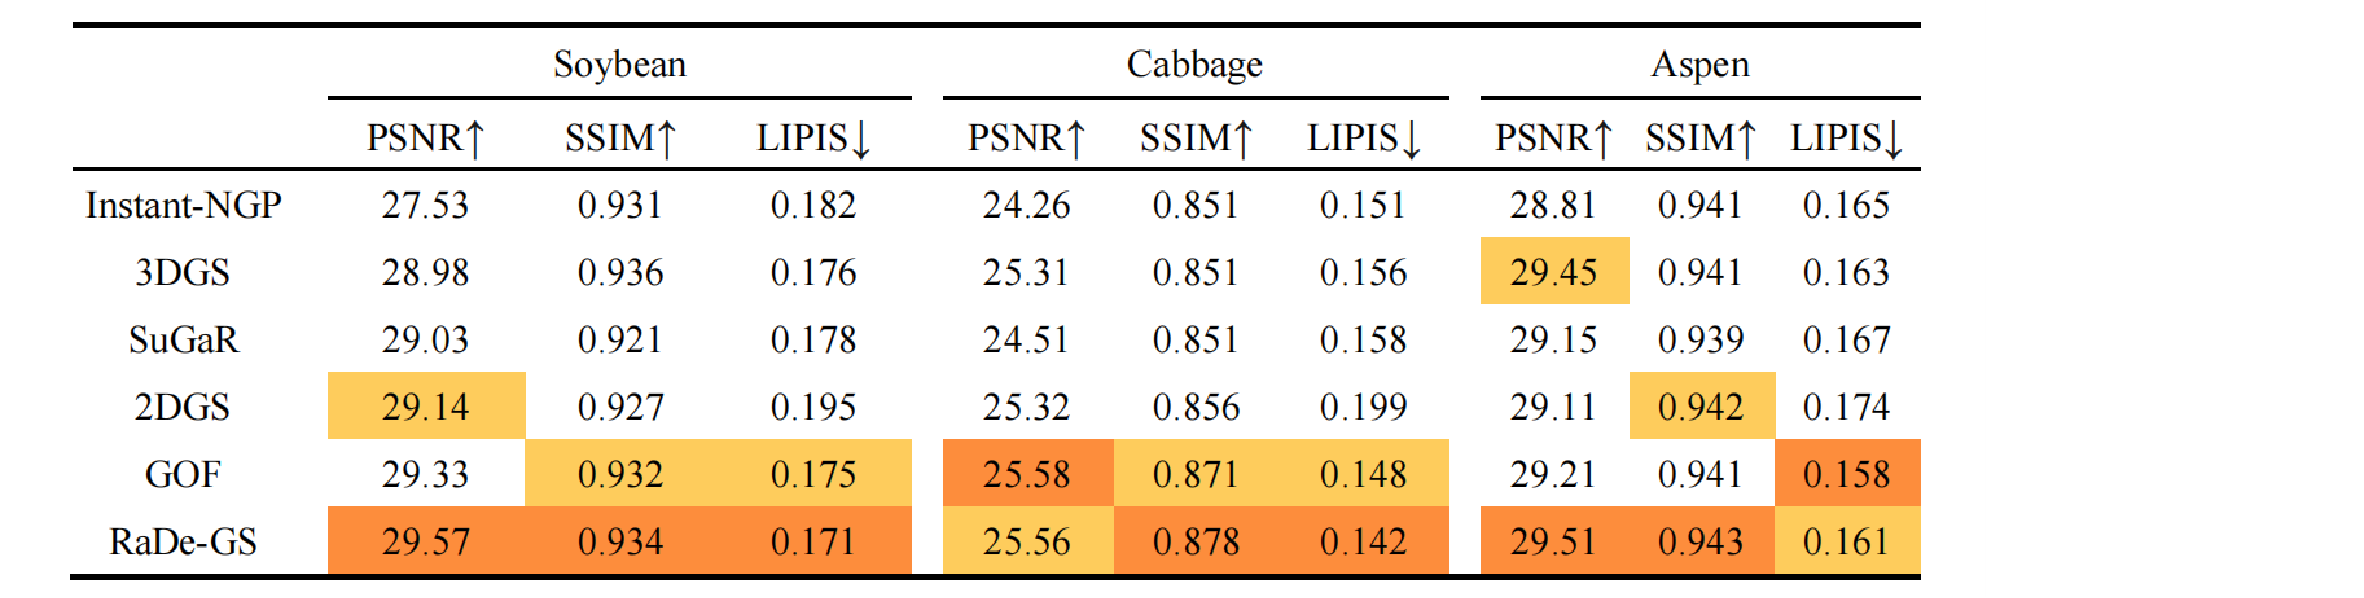 Soybean Cabbage Aspen
PSNR↑ SSIM↑ LIPIS↓ PSNR↑ SSIM↑ LIPIS↓ PSNR↑ SSIM↑ LIPIS↓
Instant-NGP 27.53 0.931 0.182 24.26 0.851 0.151 28.81 0.941 0.165
3DGS 28.98 0.936 0.176 25.31 0.851 0.156 29.45 0.941 0.163
SuGaR 29.03 0.921 0.178 24.51 0.851 0.158 29.15 0.939 0.167
2DGS 29.14 0.927 0.195 25.32 0.856 0.199 29.11 0.942 0.174
GOF 29.33 0.932 0.175 25.58 0.871 0.148 29.21 0.941 0.158
RaDe-GS 29.57 0.934 0.171 25.56 0.878 0.142 29.51 0.943 0.161